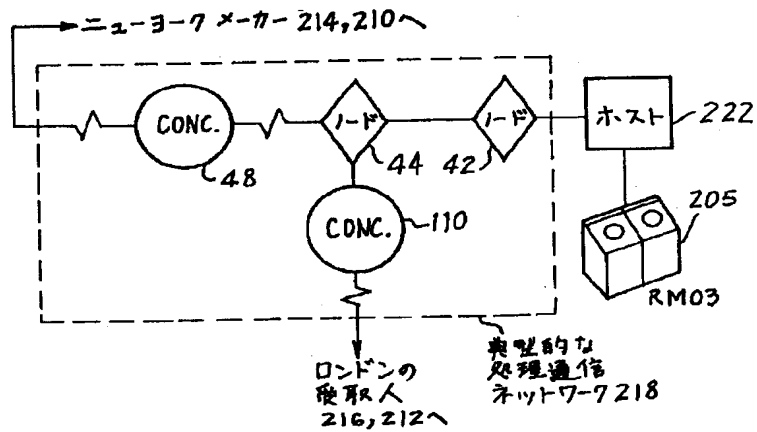 ニューヨーク メーカー 214,210へ
CONC.
48
ノード
44
ノード
42
ホスト
222
CONC.
110
205
RM03
ロンドンの
受取人
216,212へ
典型的な
処理通信
ネットワーク218